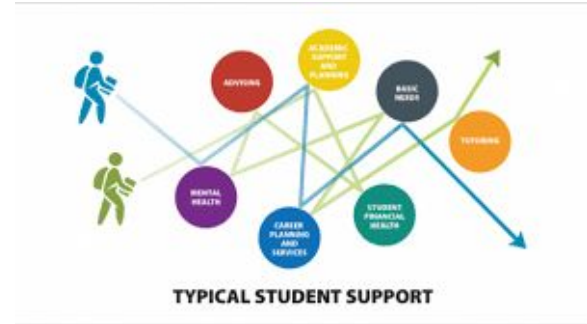 ACADEMIC
SUPPORT
AND
PLANNING
ADVISING
BASIC
NEEDS
TUTORING
MENTAL
HEALTH
STUDENT
FINANCIAL
HEALTH
CAREER
PLANNING
AND
SERVICES
TYPICAL STUDENT SUPPORT